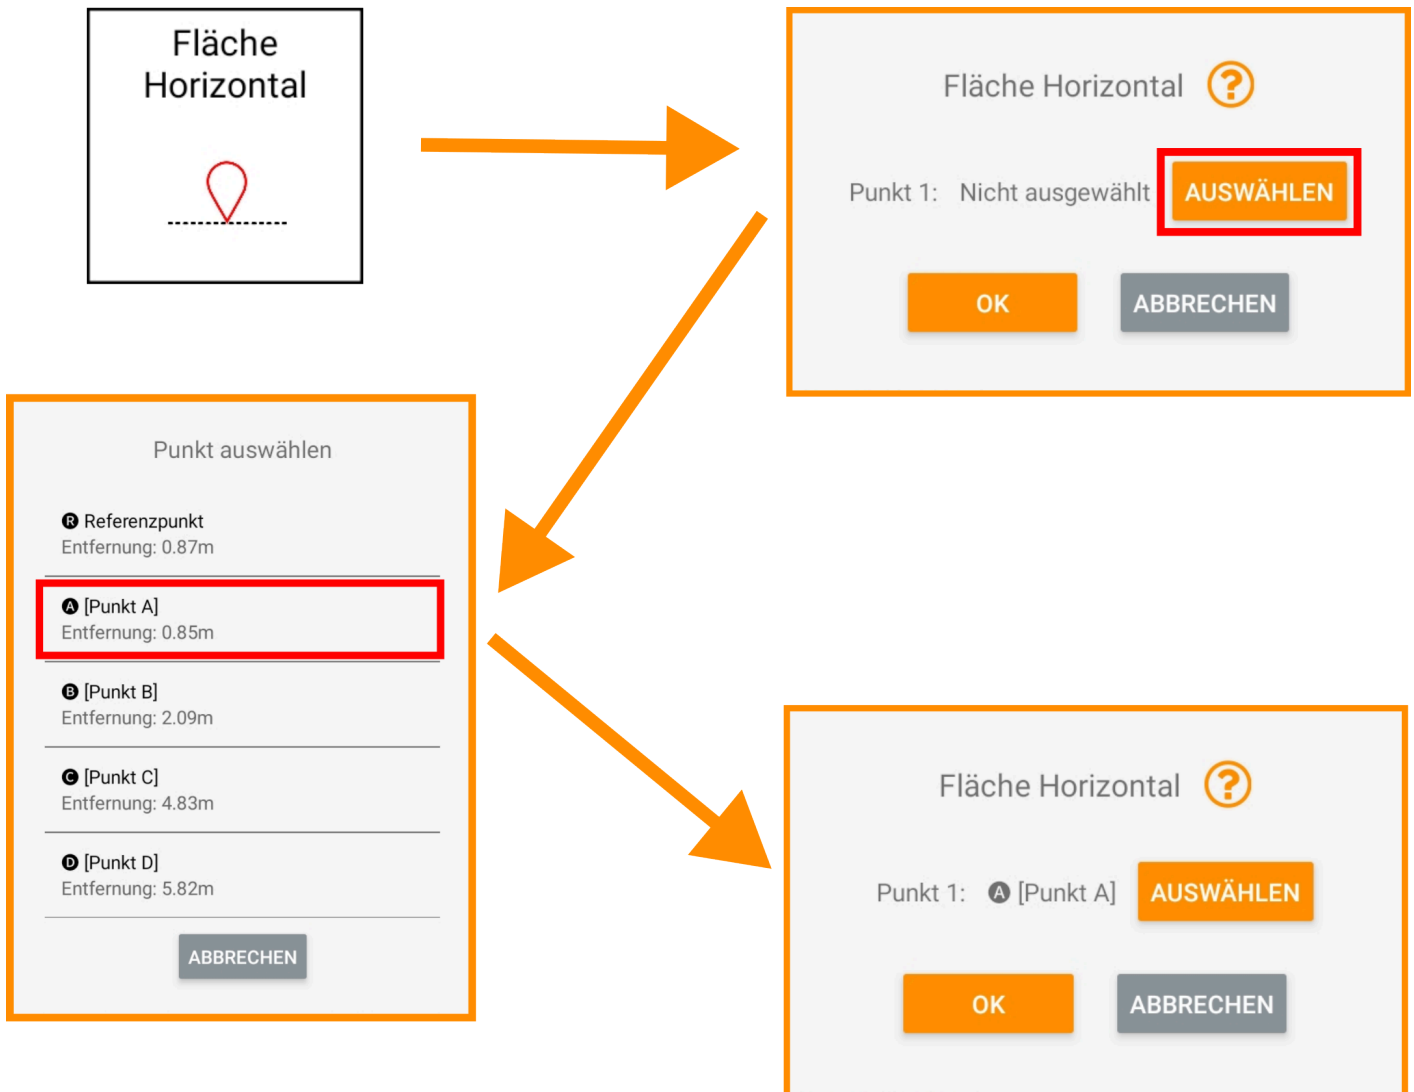 Fläche
Horizontal
Fläche Horizontal ?
Punkt 1: Nicht ausgewählt AUSWÄHLEN
OK ABBRECHEN
Punkt auswählen
R Referenzpunkt
Entfernung: 0.87m
A [Punkt A]
Entfernung: 0.85m
B [Punkt B]
Entfernung: 2.09m
C [Punkt C]
Entfernung: 4.83m
D [Punkt D]
Entfernung: 5.82m
ABBRECHEN
Fläche Horizontal ?
Punkt 1: A [Punkt A] AUSWÄHLEN
OK ABBRECHEN